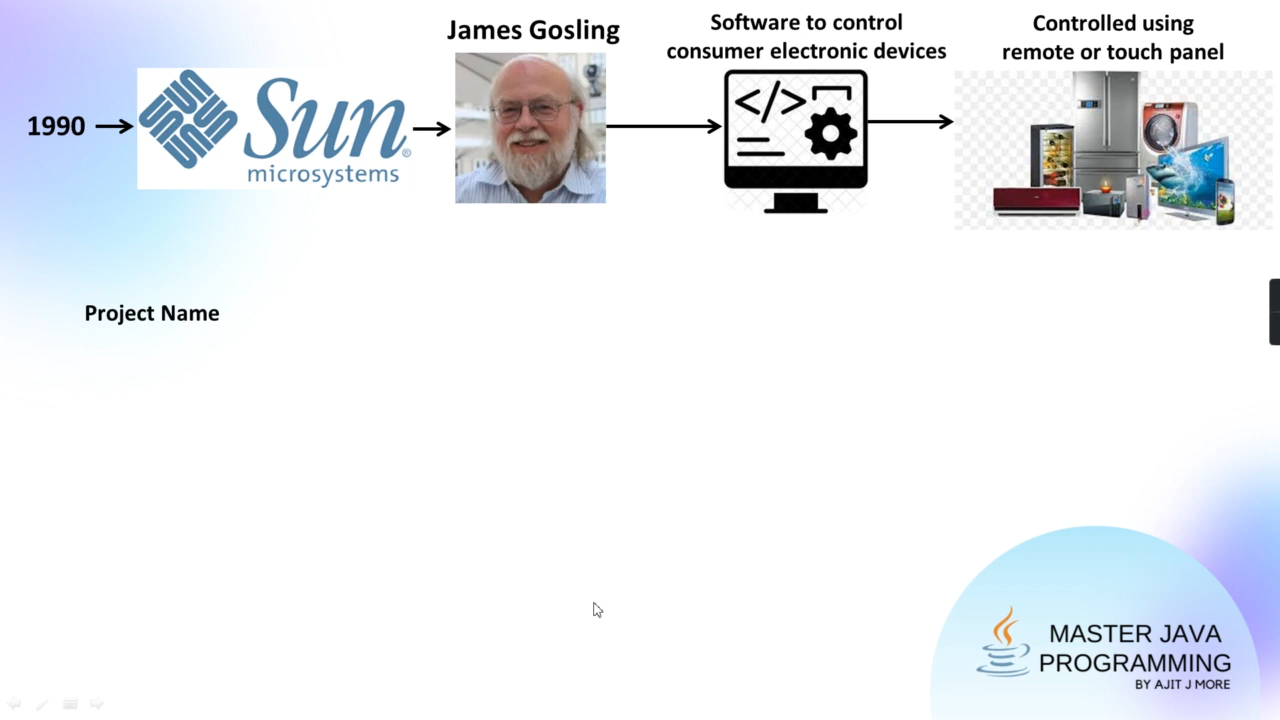 James Gosling
Software to control
consumer electronic devices
Controlled using
remote or touch panel
1990
Sun
microsystems
</>
Project Name
MASTER JAVA
PROGRAMMING
BY AJIT J MORE